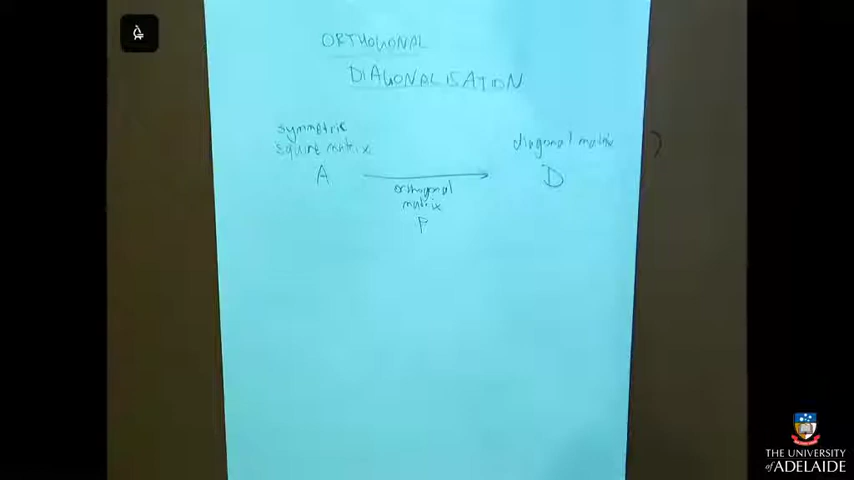 ORTHOGONAL
DIAGONALISATION
symmetric
square matrix
diagonal matrix
A
D
orthogonal
matrix
P
THE UNIVERSITY
of ADELAIDE